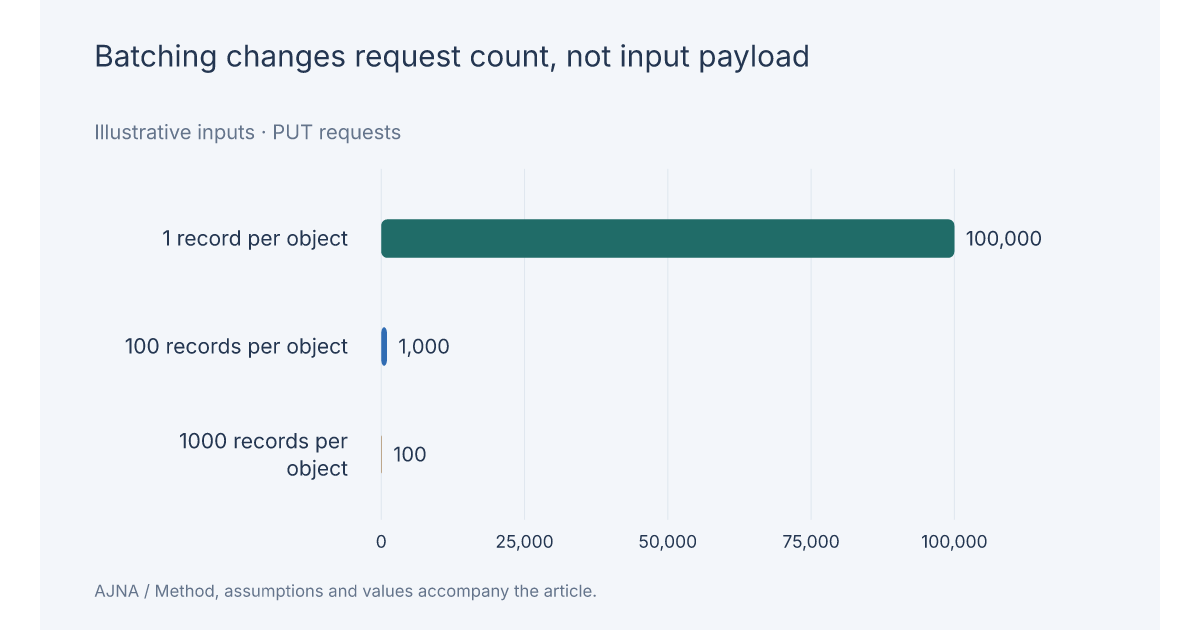 Batching changes request count, not input payload
Illustrative inputs · PUT requests
1 record per object
100,000
100 records per object
1,000
1000 records per
object
100
0
25,000
50,000
75,000
100,000
AJNA / Method, assumptions and values accompany the article.